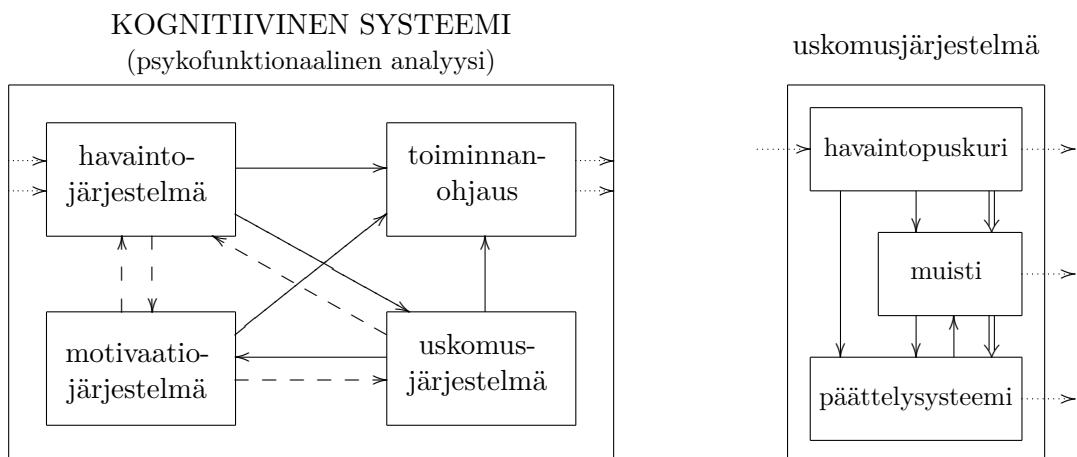 KOGNITIIVINEN SYSTEEMI
(psykofunktionaalinen analyysi)
havainto-
järjestelmä
toiminnan-
ohjaus
motivaatio-
järjestelmä
uskomus-
järjestelmä
uskomusjärjestelmä
havaintopuskuri
muisti
päättelysysteemi